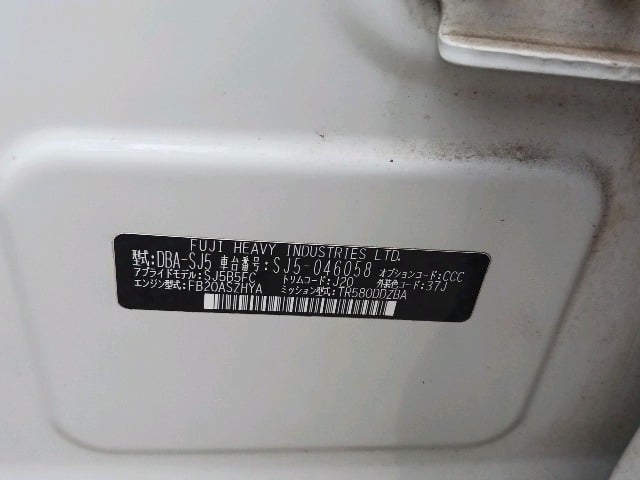 FUJI HEAVY INDUSTRIES LTD.
型式:DBA-SJ5 車台番号:SJ5-046058 オプションコード:CCC
アプライドモデル:SJ5B5FC トリムコード:J20 外装色コード:37J
エンジン型式:FB20ASZHYA ミッション型式:TR580DDZBA